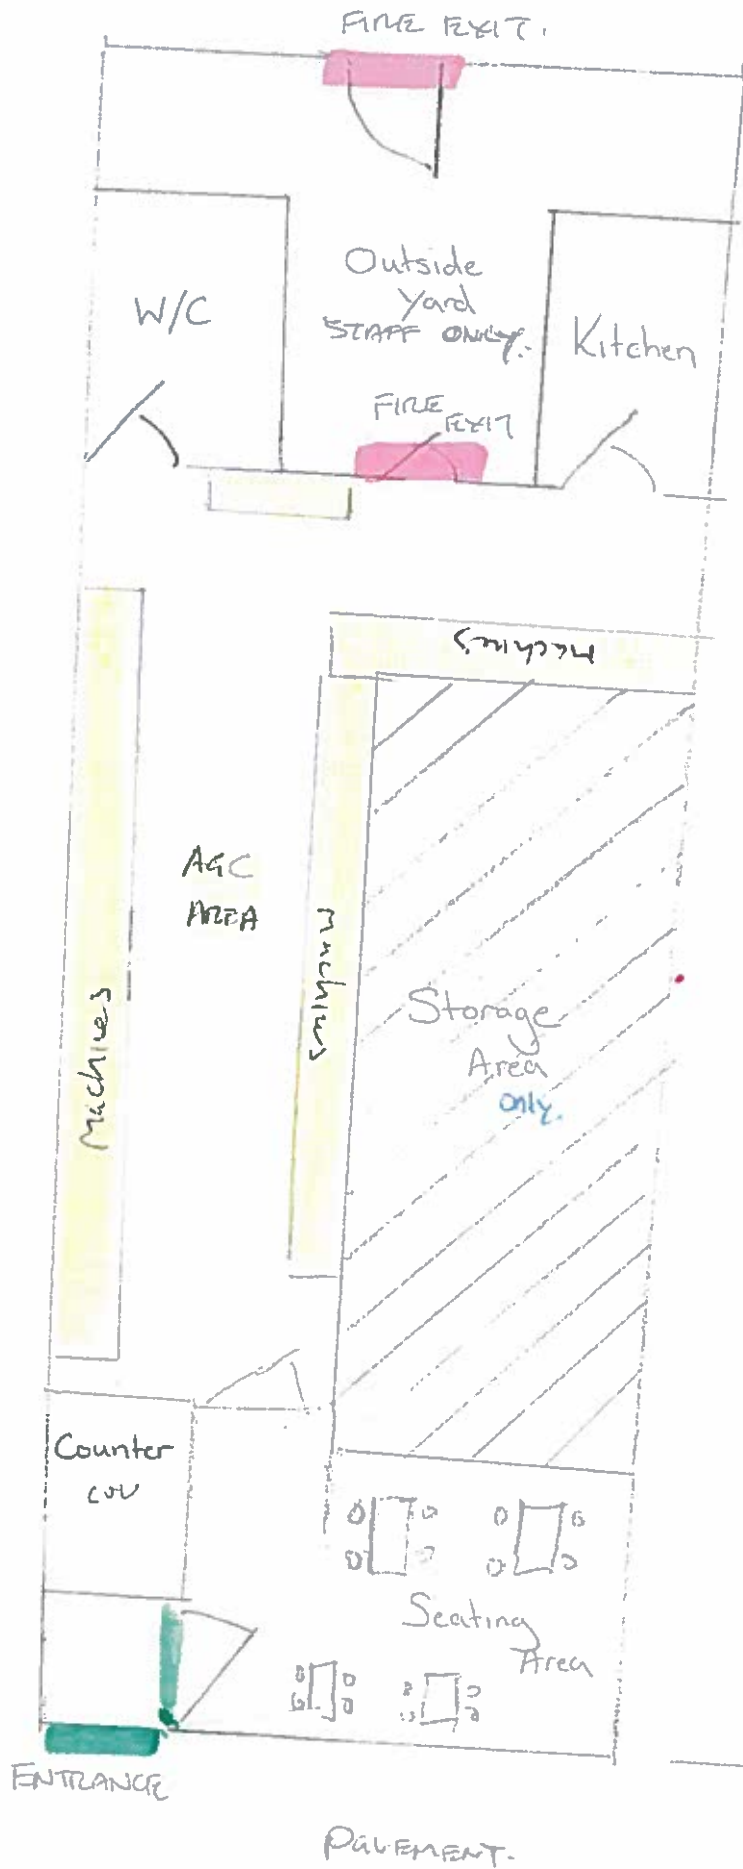 FIRE EXIT.
Outside
Yard
STAFF ONLY.
W/C
Kitchen
FIRE
EXIT
Machines
AGC
AREA
Machines
Machines
Storage
Area
only.
Counter
Seating
Area
ENTRANCE
PAVEMENT.